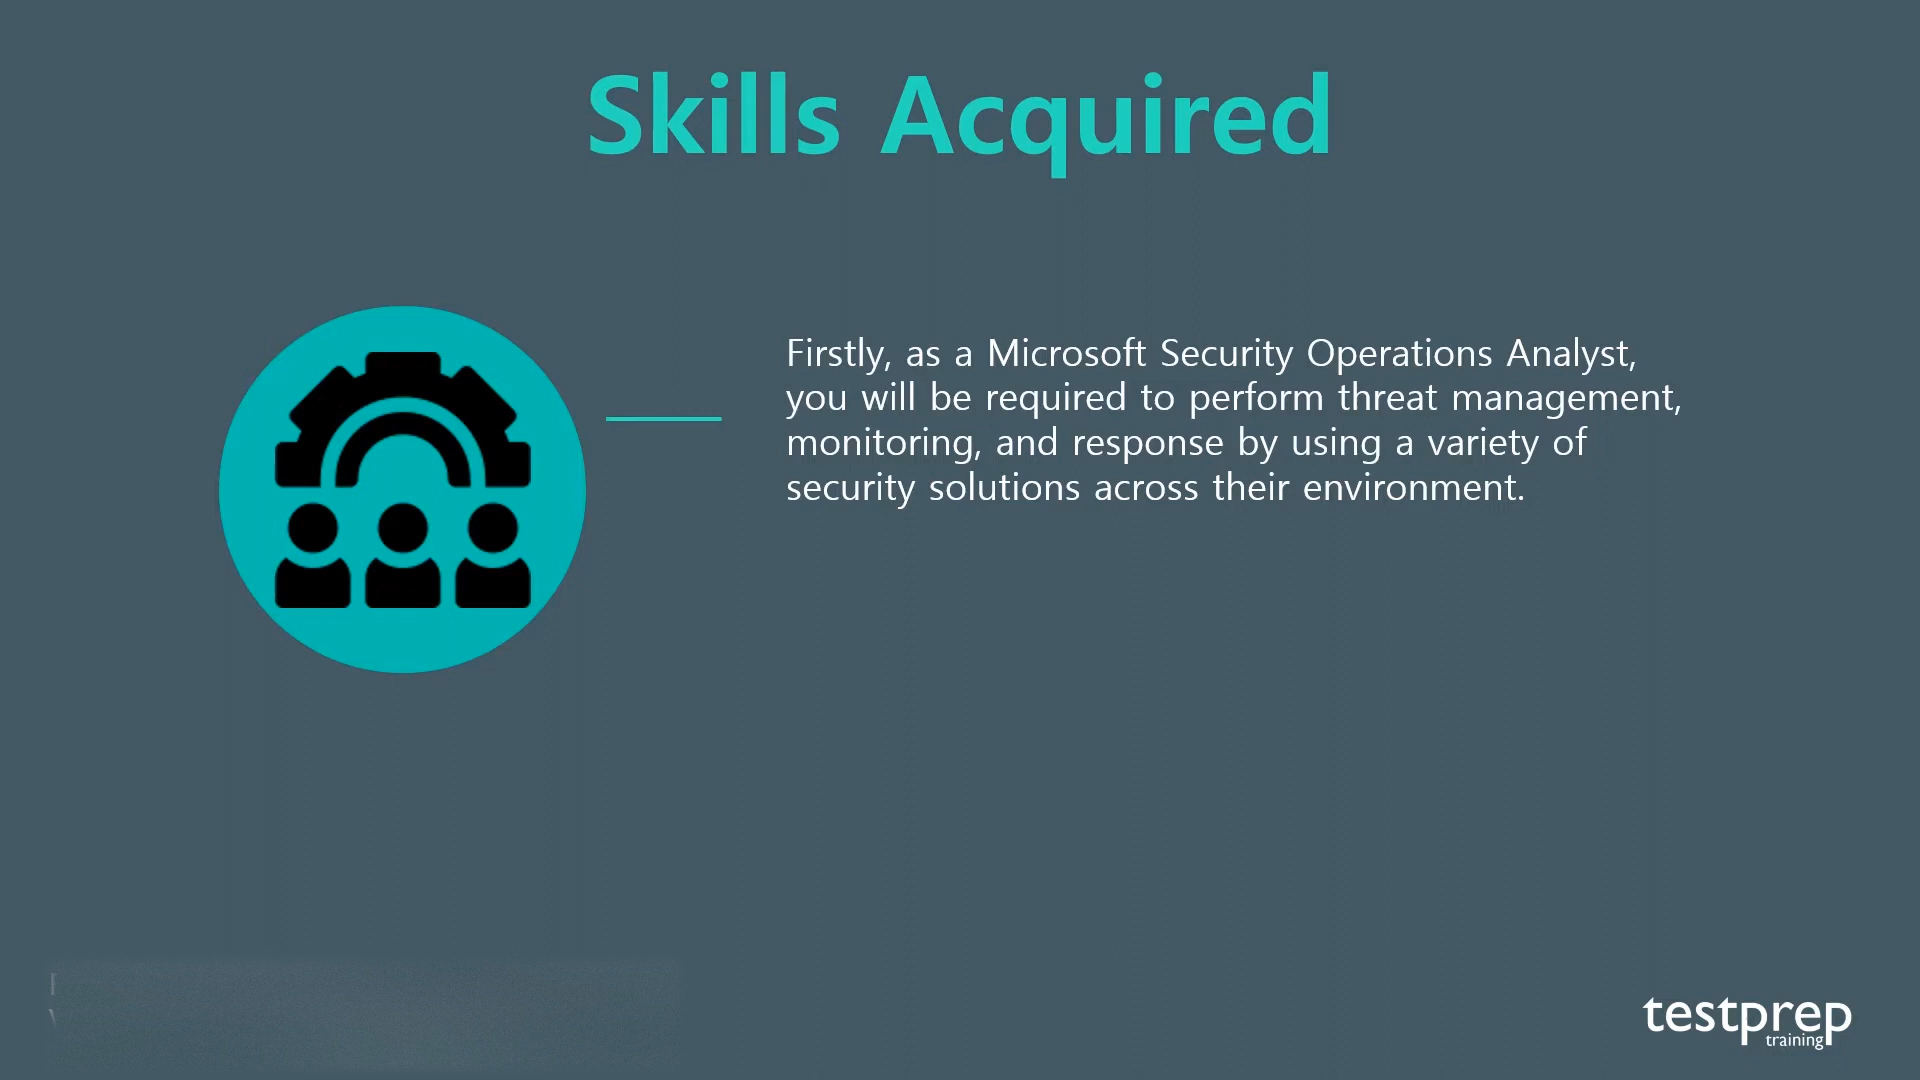 Skills Acquired
Firstly, as a Microsoft Security Operations Analyst,
you will be required to perform threat management,
monitoring, and response by using a variety of
security solutions across their environment.
testprep
training